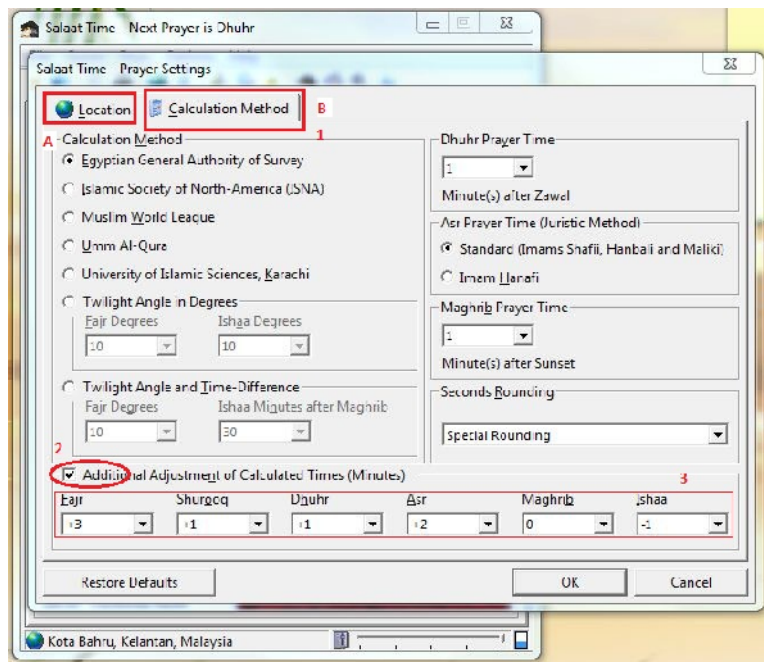 Salaat Time   Next Prayer is Dhuhr
Salaat Time   Prayer Settings
Location
Calculation Method
B
A
1
Calculation Method
Egyptian General Authority of Survey
Islamic Society of North-America (ISNA)
Muslim World League
Umm Al-Qura
University of Islamic Sciences, Karachi
Twilight Angle in Degrees
Fajr Degrees   Ishaa Degrees
10   10
Twilight Angle and Time-Difference
Fajr Degrees   Ishaa Minutes after Maghrib
10   30
Dhuhr Prayer Time
1
Minute(s) after Zawal
Asr Prayer Time (Juristic Method)
Standard (Imams Shafii, Hanbali and Maliki)
Imam Hanafi
Maghrib Prayer Time
1
Minute(s) after Sunset
Seconds Rounding
Special Rounding
2
Additional Adjustment of Calculated Times (Minutes)
3
Fajr   Shurooq   Dhuhr   Asr   Maghrib   Ishaa
+3   +1   +1   +2   0   -1
Restore Defaults   OK   Cancel
Kota Bahru, Kelantan, Malaysia